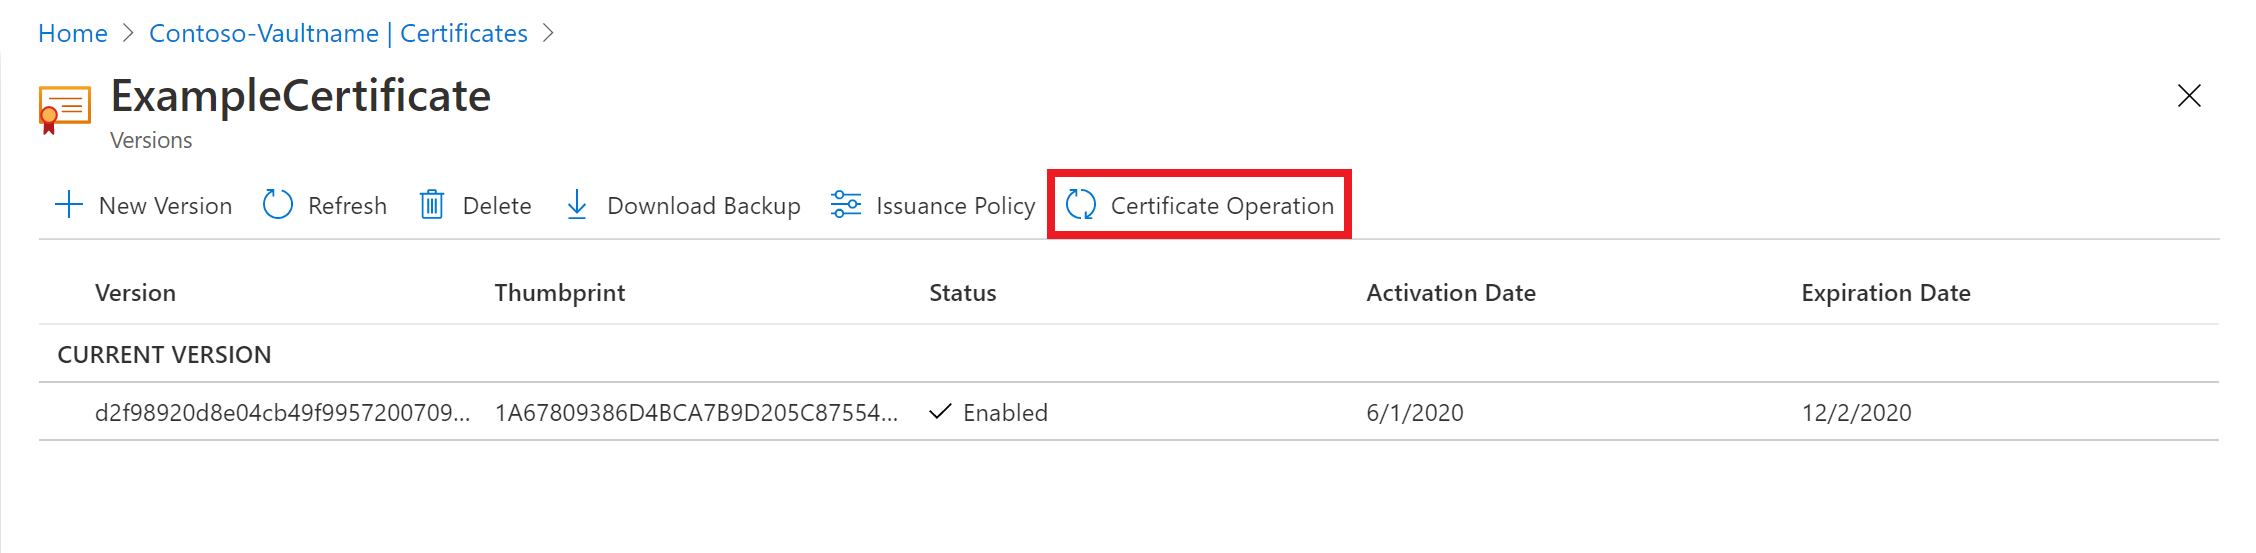 Home > Contoso-Vaultname | Certificates >
ExampleCertificate
Versions
New Version Refresh Delete Download Backup Issuance Policy Certificate Operation
Version Thumbprint Status Activation Date Expiration Date
CURRENT VERSION
d2f98920d8e04cb49f9957200709... 1A67809386D4BCA7B9D205C87554... Enabled 6/1/2020 12/2/2020